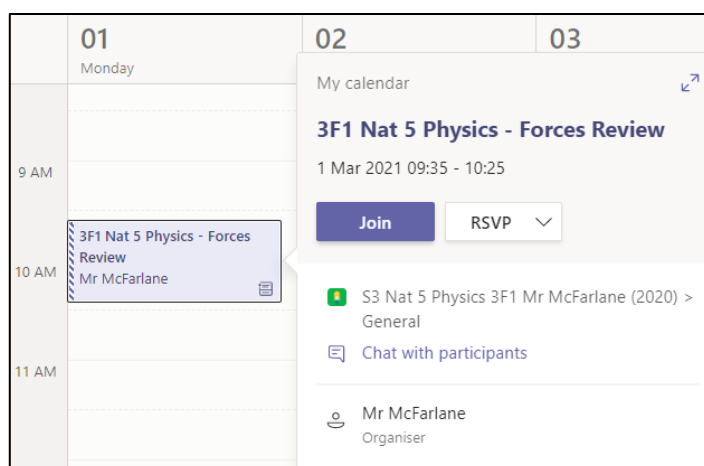 01
Monday
02
03
9 AM
10 AM
11 AM
3F1 Nat 5 Physics - Forces
Review
Mr McFarlane
My calendar
3F1 Nat 5 Physics - Forces Review
1 Mar 2021 09:35 - 10:25
Join
RSVP
S3 Nat 5 Physics 3F1 Mr McFarlane (2020) >
General
Chat with participants
Mr McFarlane
Organiser